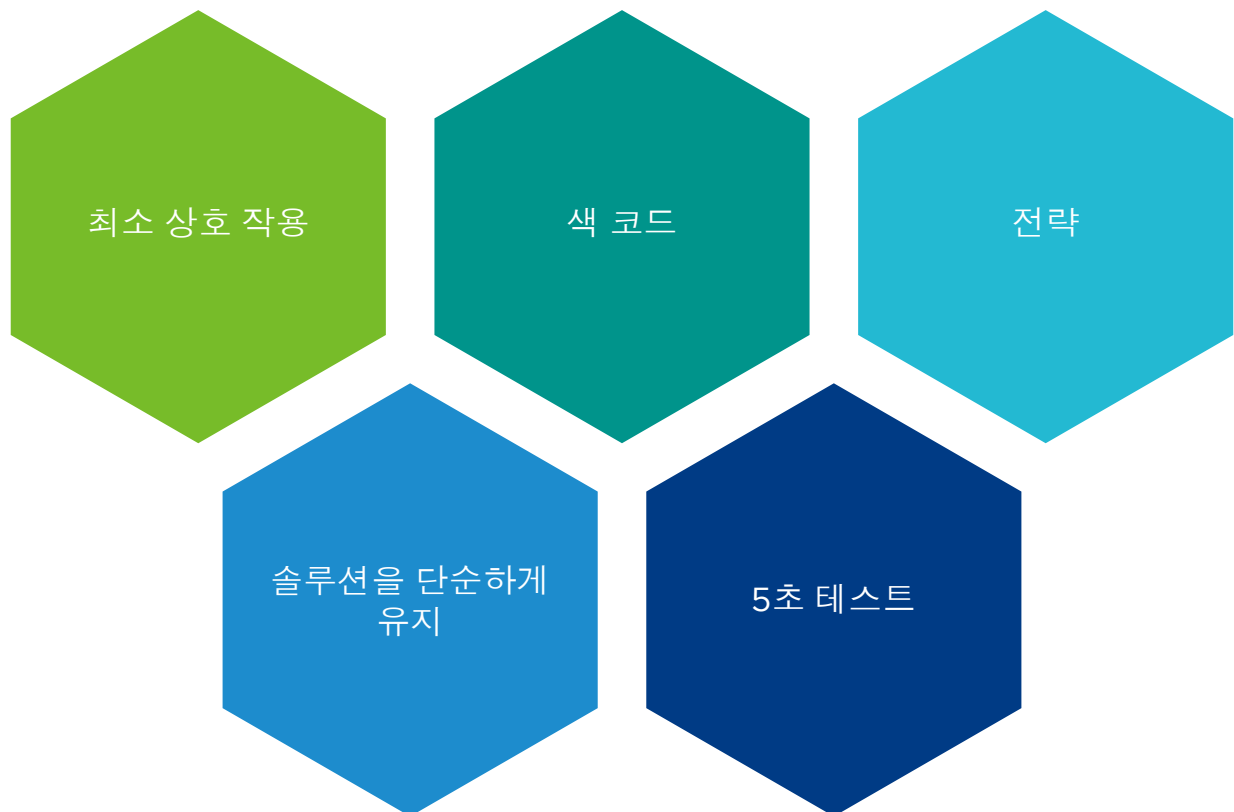 최소 상호 작용
색 코드
전략
솔루션을 단순하게
유지
5초 테스트